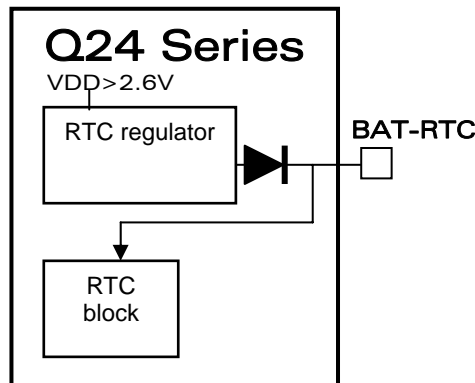 Q24 Series
VDD>2.6V
RTC regulator
BAT-RTC
RTC
block